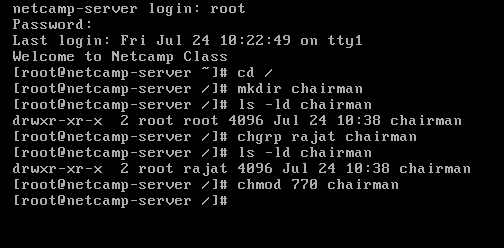 netcamp-server login: root
Password:
Last login: Fri Jul 24 10:22:49 on tty1
Welcome to Netcamp Class
[root@netcamp-server ~]# cd /
[root@netcamp-server /]# mkdir chairman
[root@netcamp-server /]# ls -ld chairman
drwxr-xr-x  2 root root 4096 Jul 24 10:38 chairman
[root@netcamp-server /]# chgrp rajat chairman
[root@netcamp-server /]# ls -ld chairman
drwxr-xr-x  2 root rajat 4096 Jul 24 10:38 chairman
[root@netcamp-server /]# chmod 770 chairman
[root@netcamp-server /]#